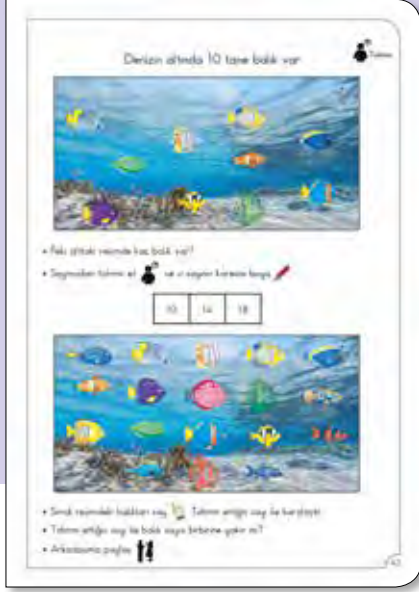 Denizin altında 10 tane balık var
Tahmin
• Peki alttaki resimde kaç balık var?
• Saymadan tahmin et ve o sayının karesini boya
10 14 18
• Şimdi resimdeki balıkları say Tahmin ettiğin sayı ile karşılaştır.
• Tahmin ettiğin sayı ile balık sayısı birbirine yakın mı?
• Arkadaşınla paylaş